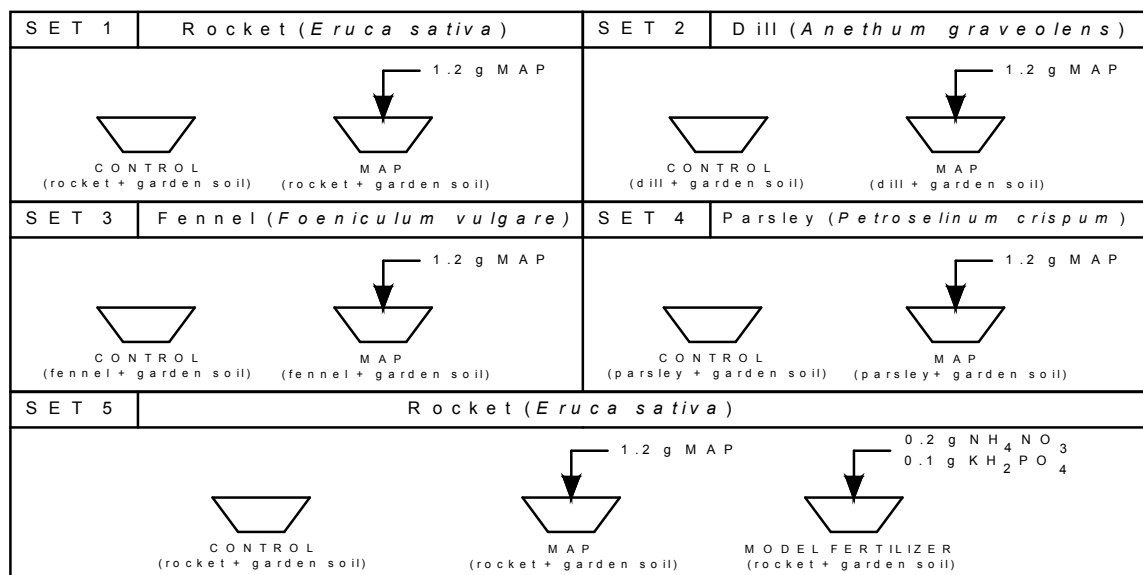 SET 1
Rocket (Eruca sativa)
SET 2
Dill (Anethum graveolens)
1.2 g MAP
1.2 g MAP
CONTROL
(rocket + garden soil)
MAP
(rocket + garden soil)
CONTROL
(dill + garden soil)
MAP
(dill + garden soil)
SET 3
Fennel (Foeniculum vulgare)
SET 4
Parsley (Petroselinum crispum)
1.2 g MAP
1.2 g MAP
CONTROL
(fennel + garden soil)
MAP
(fennel + garden soil)
CONTROL
(parsley + garden soil)
MAP
(parsley+ garden soil)
SET 5
Rocket (Eruca sativa)
1.2 g MAP
0.2 g NH4NO3
0.1 g KH2PO4
CONTROL
(rocket + garden soil)
MAP
(rocket + garden soil)
MODEL FERTILIZER
(rocket + garden soil)